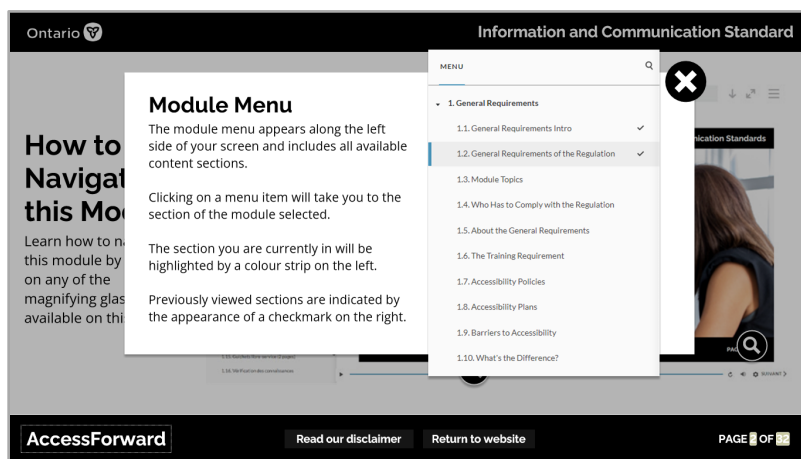 Ontario
Information and Communication Standard
How to
Navigat
this Mo
Learn how to na
this module by
on any of the
magnifying glas
available on thi
Module Menu
The module menu appears along the left
side of your screen and includes all available
content sections.
Clicking on a menu item will take you to the
section of the module selected.
The section you are currently in will be
highlighted by a colour strip on the left.
Previously viewed sections are indicated by
the appearance of a checkmark on the right.
MENU
1. General Requirements
1.1. General Requirements Intro
1.2. General Requirements of the Regulation
1.3. Module Topics
1.4. Who Has to Comply with the Regulation
1.5. About the General Requirements
1.6. The Training Requirement
1.7. Accessibility Policies
1.8. Accessibility Plans
1.9. Barriers to Accessibility
1.10. What's the Difference?
nication Standards
PAG
SUIVANT >
1.14. Vérification des connaissances
AccessForward
Read our disclaimer
Return to website
PAGE 2 OF 32